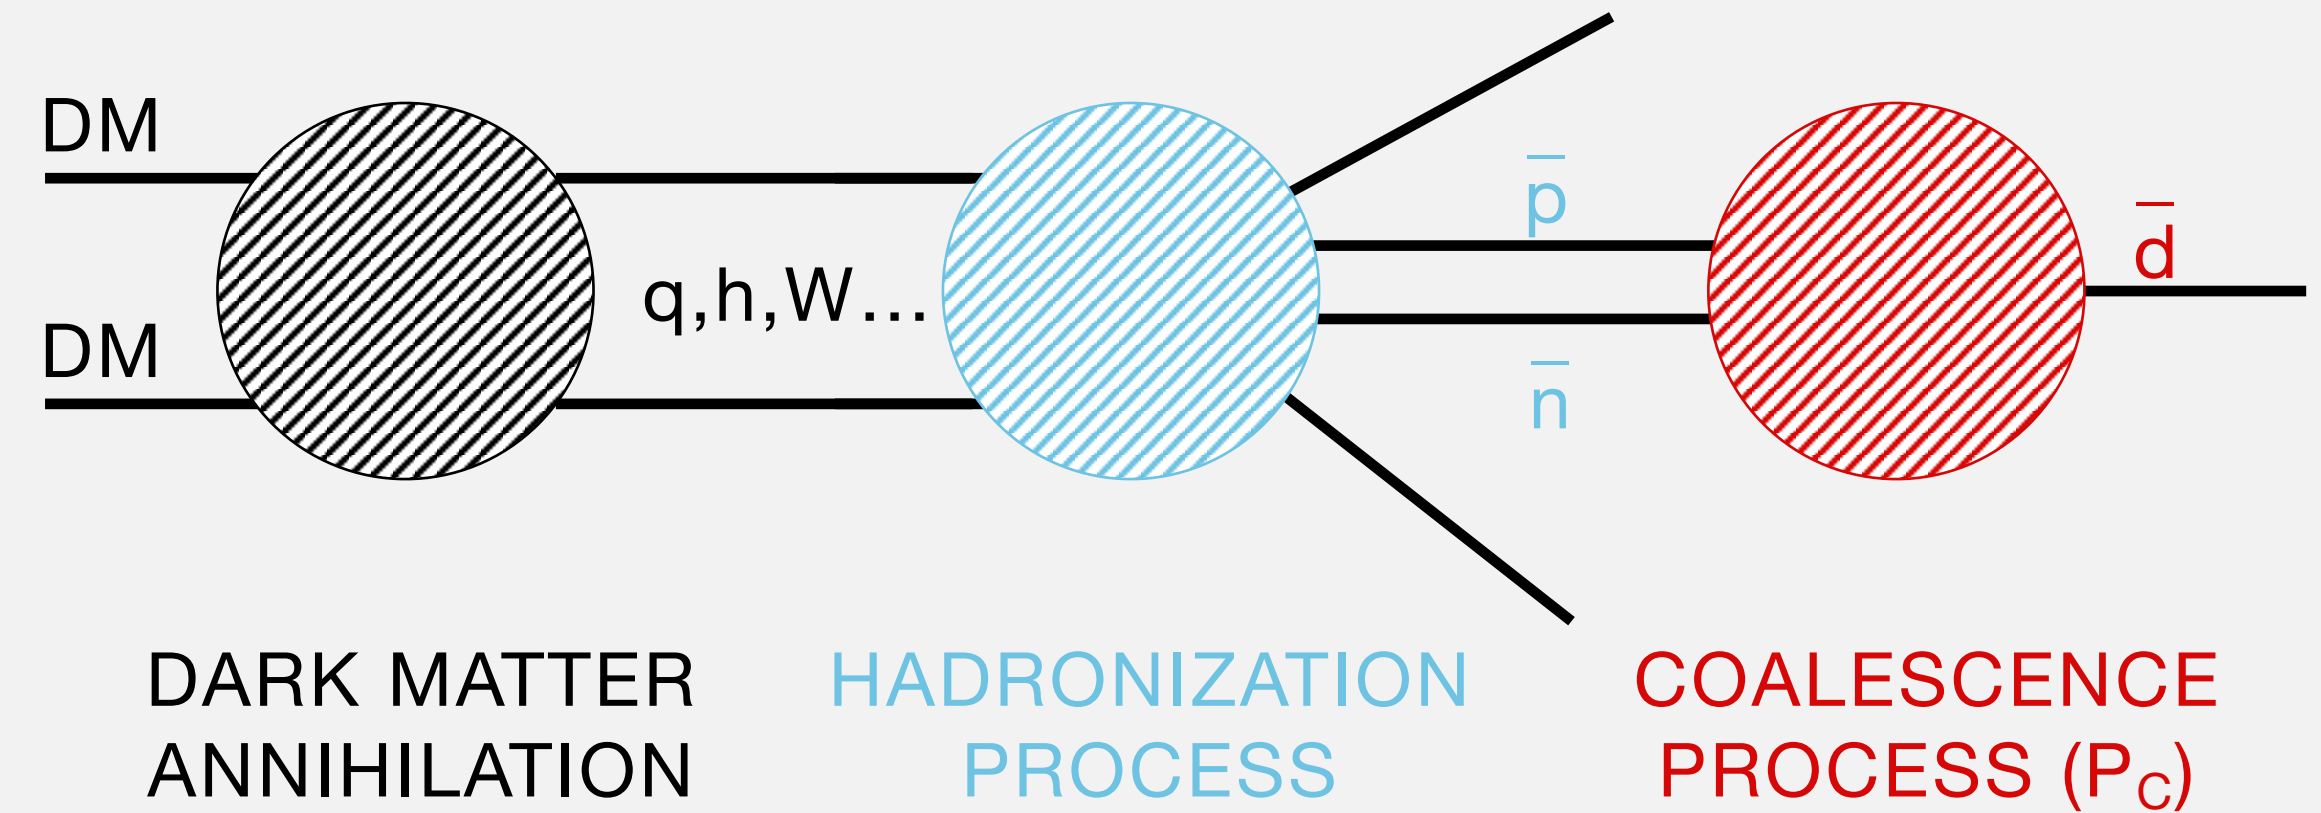 DM
DM
q,h,W...
p̅
n̅
d̅
DARK MATTER
ANNIHILATION
HADRONIZATION
PROCESS
COALESCENCE
PROCESS (P_C)